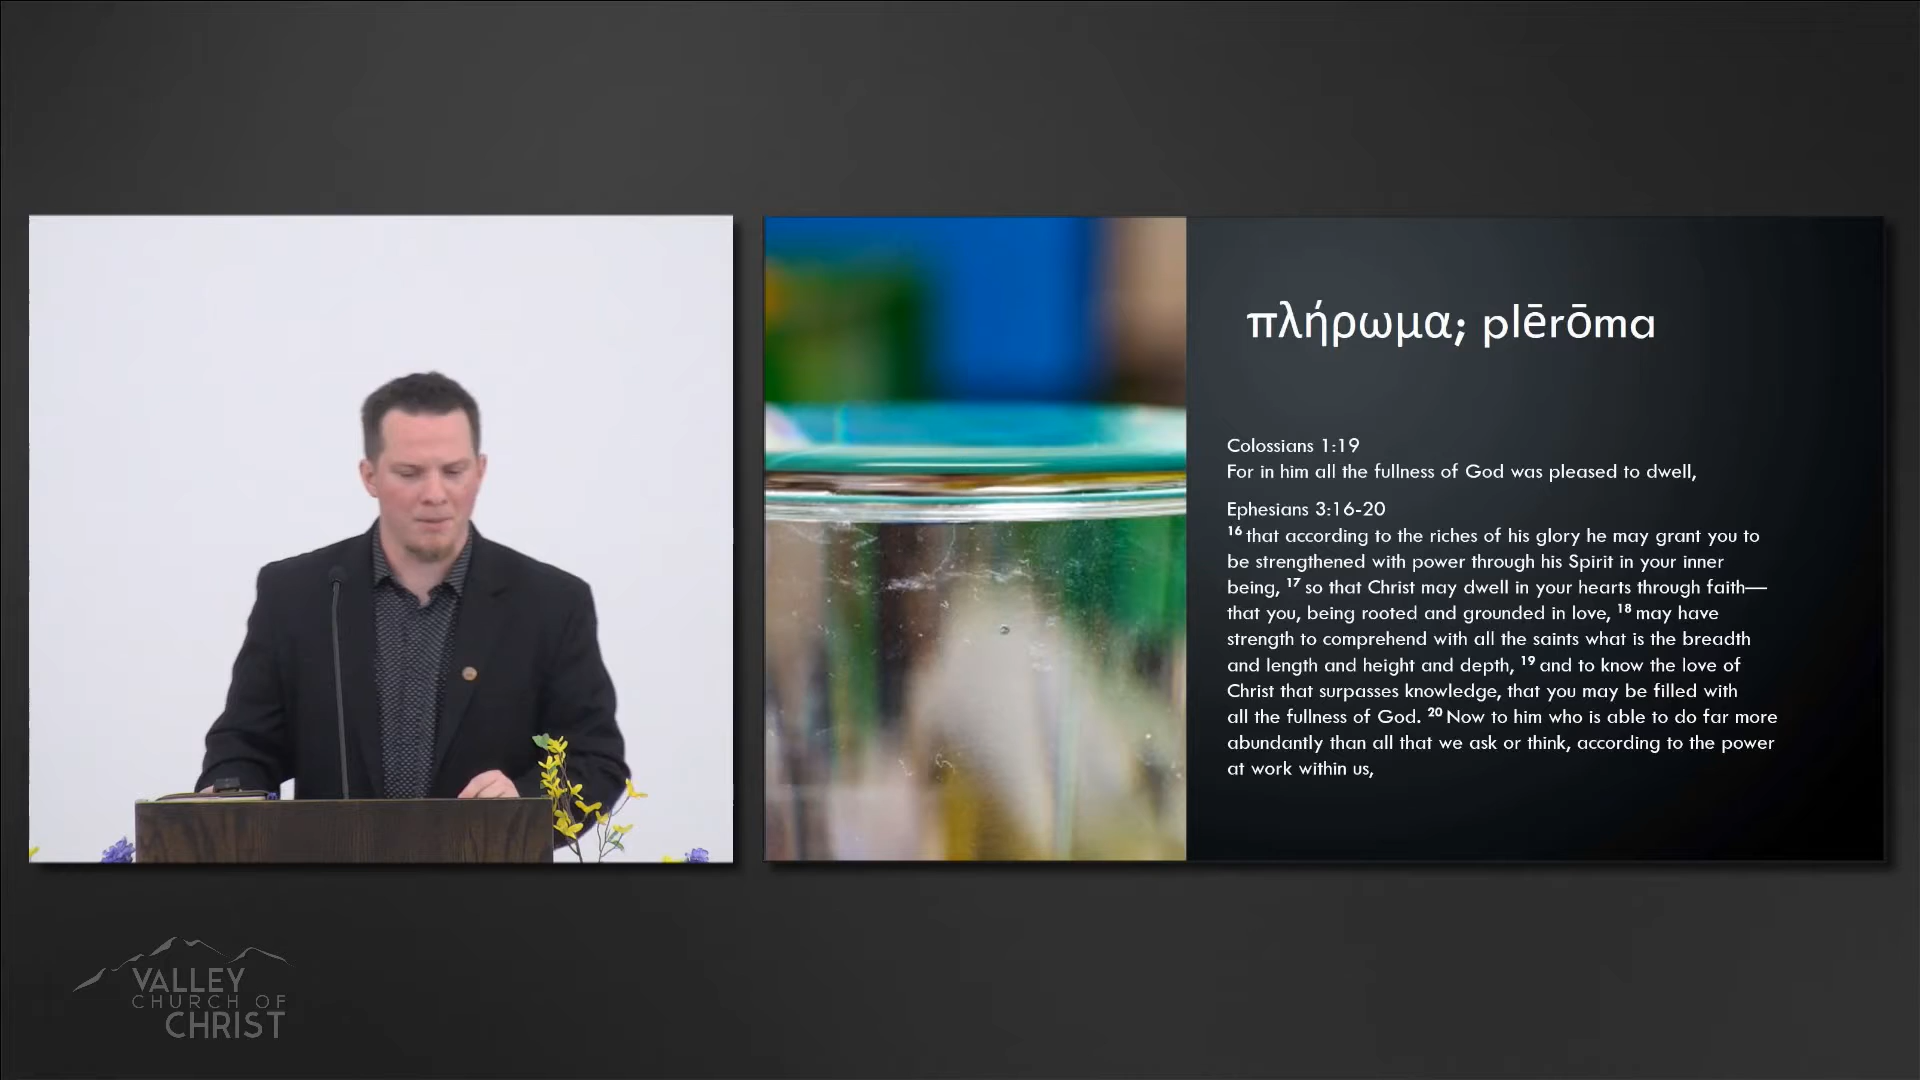 πλήρωμα; plērōma
Colossians 1:19
For in him all the fullness of God was pleased to dwell,
Ephesians 3:16-20
16 that according to the riches of his glory he may grant you to
be strengthened with power through his Spirit in your inner
being, 17 so that Christ may dwell in your hearts through faith—
that you, being rooted and grounded in love, 18 may have
strength to comprehend with all the saints what is the breadth
and length and height and depth, 19 and to know the love of
Christ that surpasses knowledge, that you may be filled with
all the fullness of God. 20 Now to him who is able to do far more
abundantly than all that we ask or think, according to the power
at work within us,
VALLEY
CHURCH OF
CHRIST